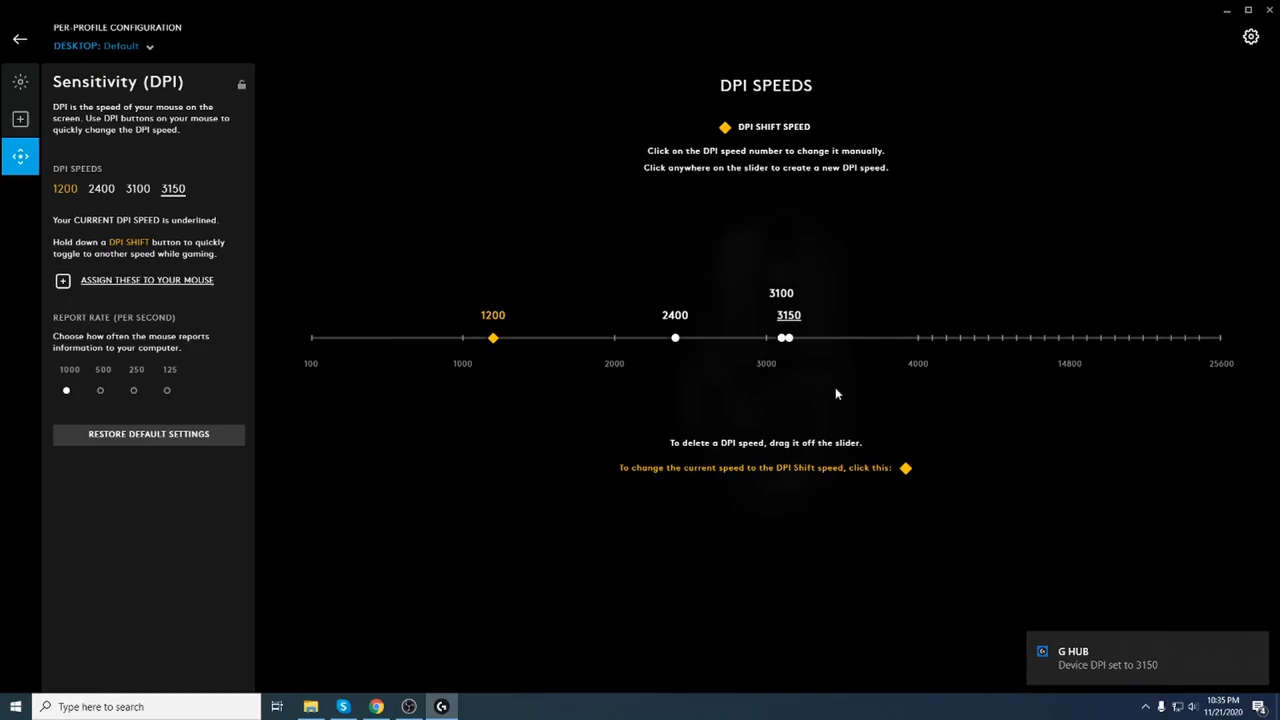 PER-PROFILE CONFIGURATION
DESKTOP: Default
Sensitivity (DPI)
DPI is the speed of your mouse on the
screen. Use DPI buttons on your mouse to
quickly change the DPI speed.
DPI SPEEDS
1200 2400 3100 3150
Your CURRENT DPI SPEED is underlined.
Hold down a DPI SHIFT button to quickly
toggle to another speed while gaming.
ASSIGN THESE TO YOUR MOUSE
REPORT RATE (PER SECOND)
Choose how often the mouse reports
information to your computer.
1000 500 250 125
RESTORE DEFAULT SETTINGS
DPI SPEEDS
DPI SHIFT SPEED
Click on the DPI speed number to change it manually.
Click anywhere on the slider to create a new DPI speed.
3100
1200 2400 3150
100 1000 2000 3000 4000 14800 25600
To delete a DPI speed, drag it off the slider.
To change the current speed to the DPI Shift speed, click this:
G HUB
Device DPI set to 3150
Type here to search
10:35 PM
11/21/2020
4